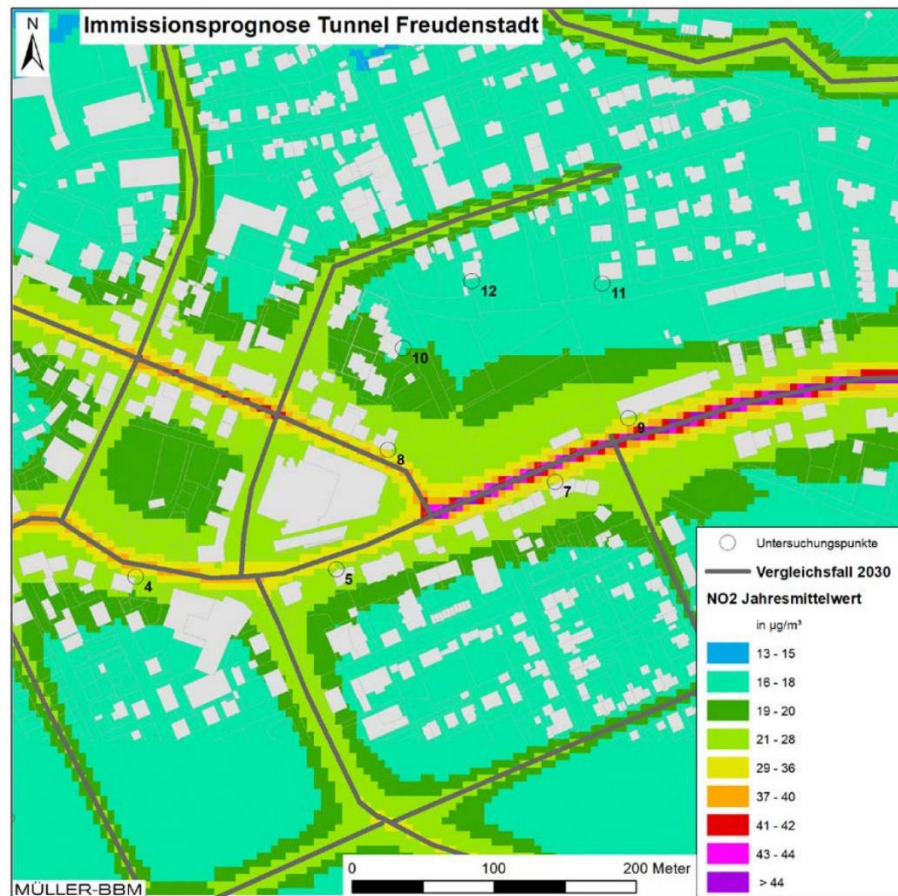 Immissionsprognose Tunnel Freudenstadt
N
12
11
10
9
8
7
5
4
Untersuchungspunkte
Vergleichsfall 2030
NO2 Jahresmittelwert
in µg/m³
13 - 15
16 - 18
19 - 20
21 - 28
29 - 36
37 - 40
41 - 42
43 - 44
> 44
0 100 200 Meter
MÜLLER-BBM